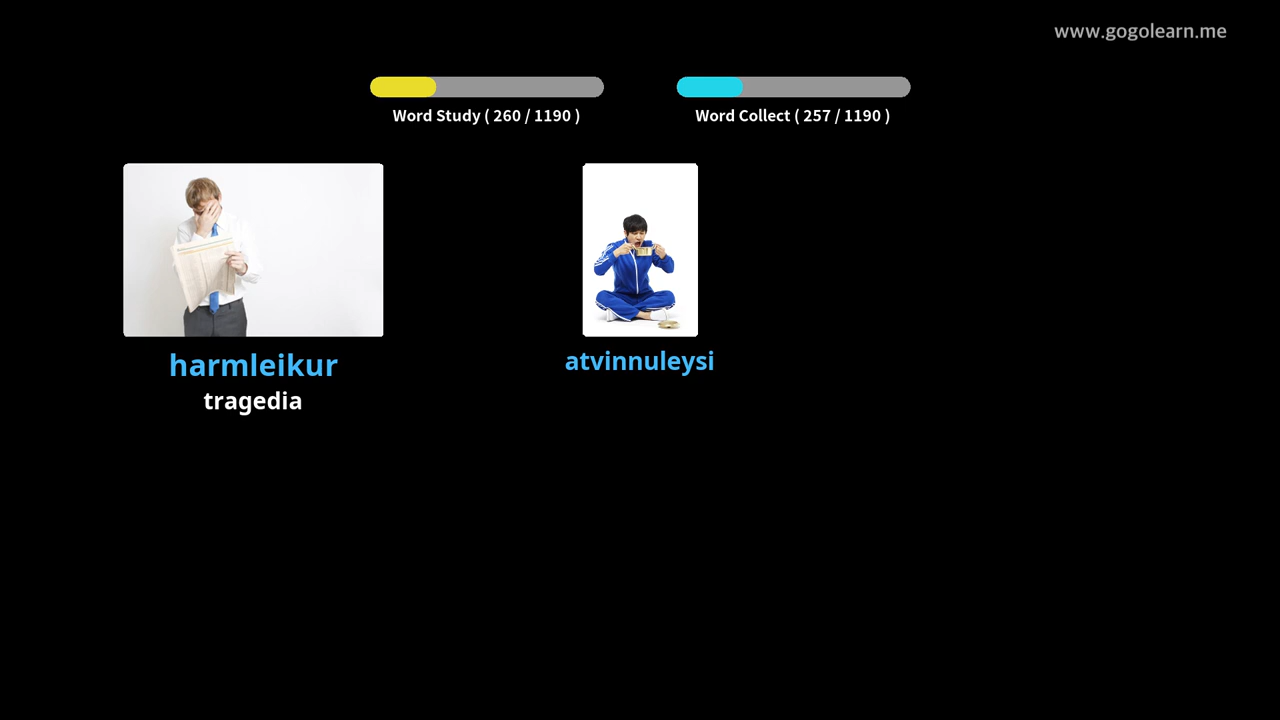 www.gogolearn.me
Word Study ( 260 / 1190 )
Word Collect ( 257 / 1190 )
harmleikur
tragedia
atvinnuleysi